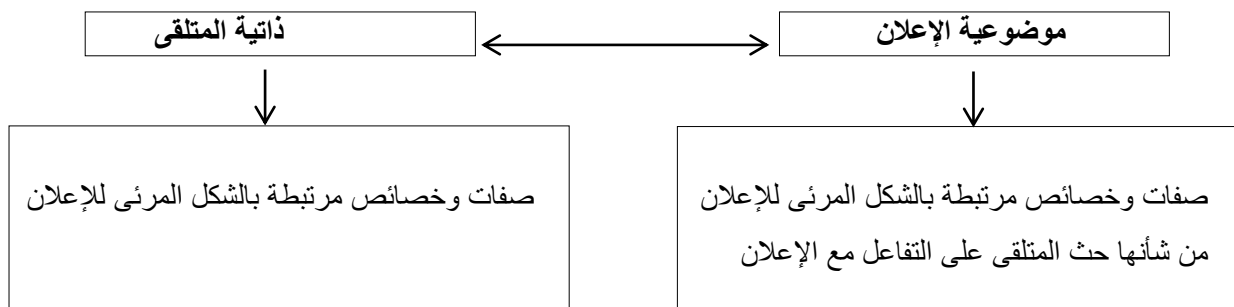 موضوعية الإعلان
ذاتية المتلقى
صفات وخصائص مرتبطة بالشكل المرئى للإعلان
من شأنها حث المتلقى على التفاعل مع الإعلان
صفات وخصائص مرتبطة بالشكل المرئى للإعلان